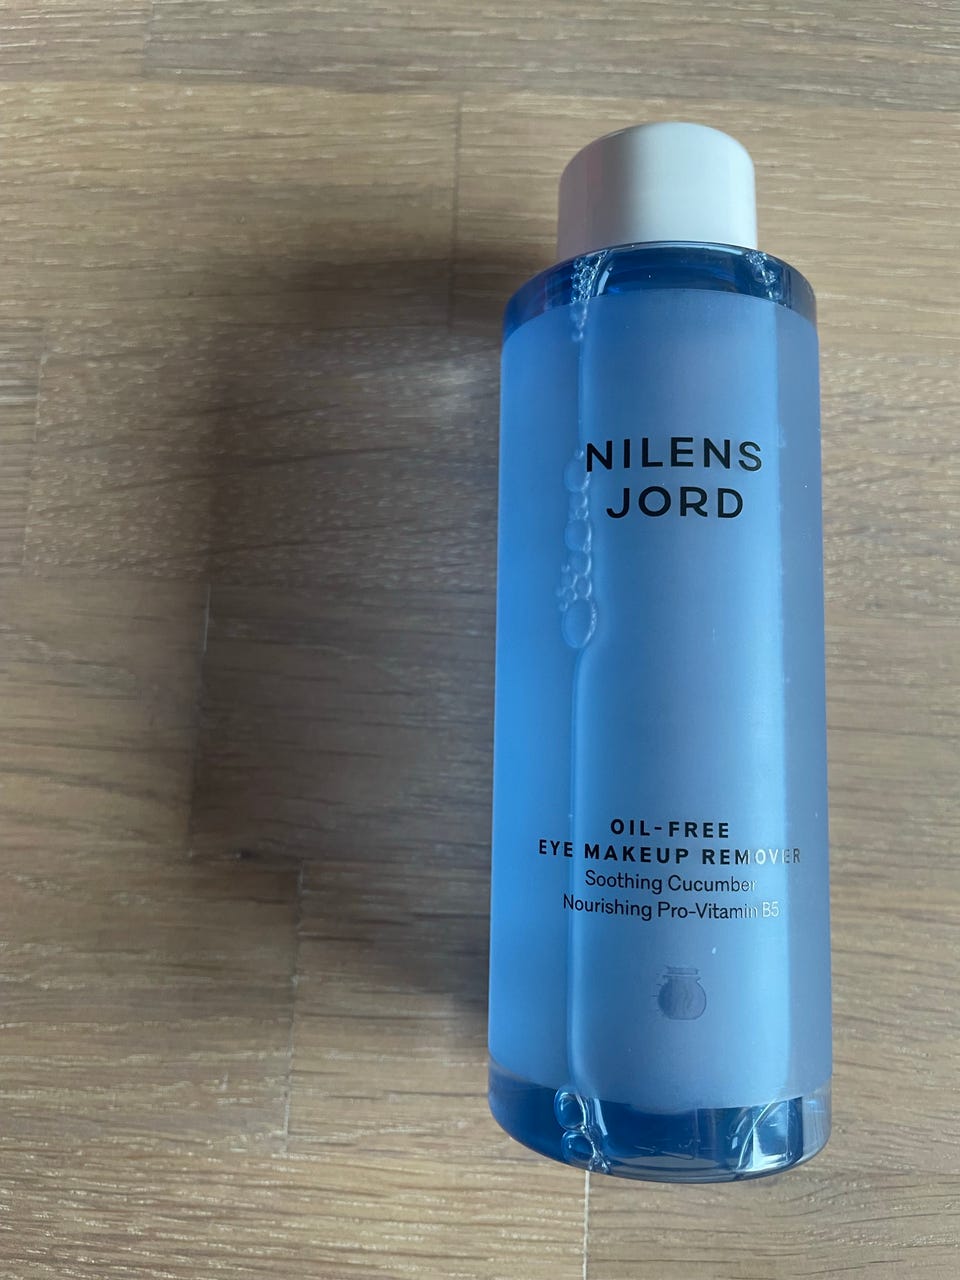 NILENS
JORD
OIL-FREE
EYE MAKEUP REMOVER
Soothing Cucumber
Nourishing Pro-Vitamin B5